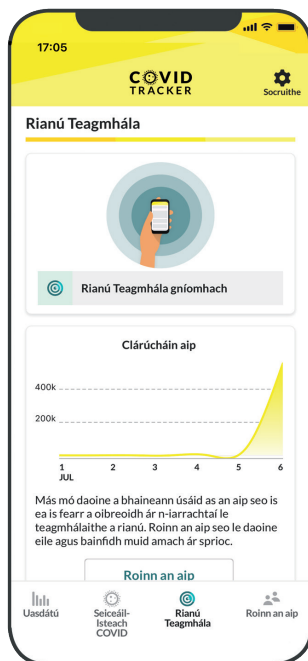 17:05
COVID
TRACKER
Socruithe
Rianú Teagmhála
Rianú Teagmhála gníomhach
Clárúcháin aip
400k
200k
1 2 3 4 5 6
JUL
Más mó daoine a bhaineann úsáid as an aip seo is
ea is fearr a oibreoidh ár n-iarrachtaí le
teagmhálaithe a rianú. Roinn an aip seo le daoine
eile agus bainfidh muid amach ár sprioc.
Roinn an aip
Uasdátú
Seiceáil-
Isteach
COVID
Rianú
Teagmhála
Roinn an aip